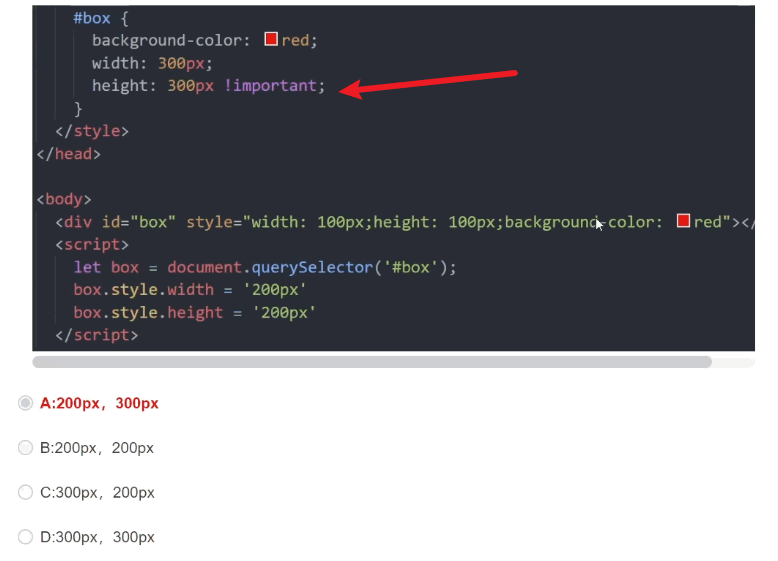 #box {
background-color: red;
width: 300px;
height: 300px !important;
}
</style>
</head>
<body>
<div id="box" style="width: 100px;height: 100px;background-color: red"></
<script>
let box = document.querySelector('#box');
box.style.width = '200px'
box.style.height = '200px'
</script>
A:200px，300px
B:200px，200px
C:300px，200px
D:300px，300px